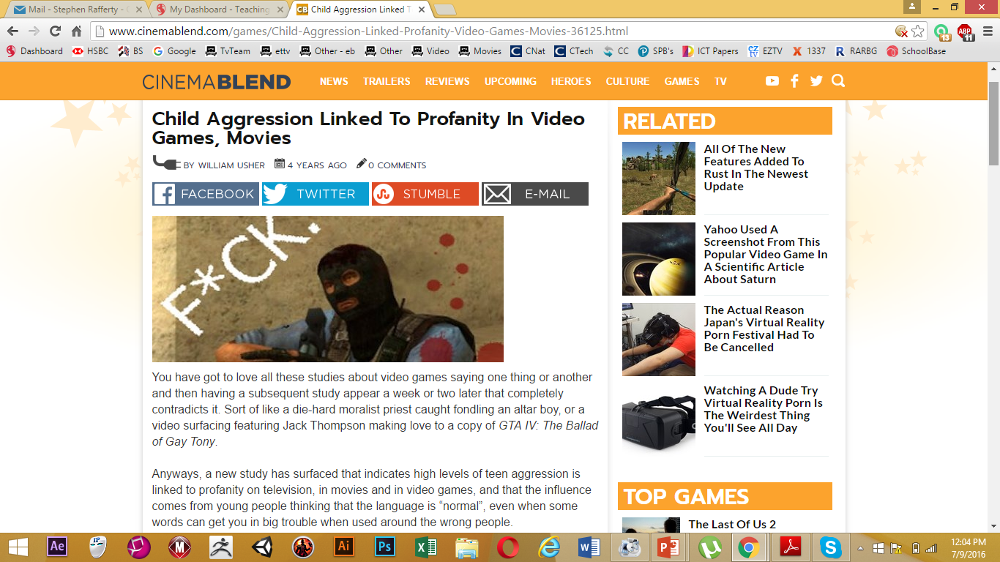 Mail - Stephen Rafferty -
My Dashboard - Teaching
CB Child Aggression Linked T
www.cinemablend.com/games/Child-Aggression-Linked-Profanity-Video-Games-Movies-36125.html
13
ABP
11
Dashboard HSBC BS Google TvTeam ettv Other - eb Other Video Movies CNat CTech CC SPB's ICT Papers EZTV 1337 RARBG SchoolBase
CINEMABLEND NEWS TRAILERS REVIEWS UPCOMING HEROES CULTURE GAMES TV
Child Aggression Linked To Profanity In Video
Games, Movies
BY WILLIAM USHER 4 YEARS AGO 0 COMMENTS
FACEBOOK TWITTER STUMBLE E-MAIL
F*CK.
You have got to love all these studies about video games saying one thing or another
and then having a subsequent study appear a week or two later that completely
contradicts it. Sort of like a die-hard moralist priest caught fondling an altar boy, or a
video surfacing featuring Jack Thompson making love to a copy of GTA IV: The Ballad
of Gay Tony.
Anyways, a new study has surfaced that indicates high levels of teen aggression is
linked to profanity on television, in movies and in video games, and that the influence
comes from young people thinking that the language is “normal”, even when some
words can get you in big trouble when used around the wrong people.
RELATED
All Of The New
Features Added To
Rust In The Newest
Update
Yahoo Used A
Screenshot From This
Popular Video Game In
A Scientific Article
About Saturn
The Actual Reason
Japan's Virtual Reality
Porn Festival Had To
Be Cancelled
Watching A Dude Try
Virtual Reality Porn Is
The Weirdest Thing
You'll See All Day
TOP GAMES
The Last Of Us 2
Ae IP M Ai Ps X W P S
12:04 PM
7/9/2016